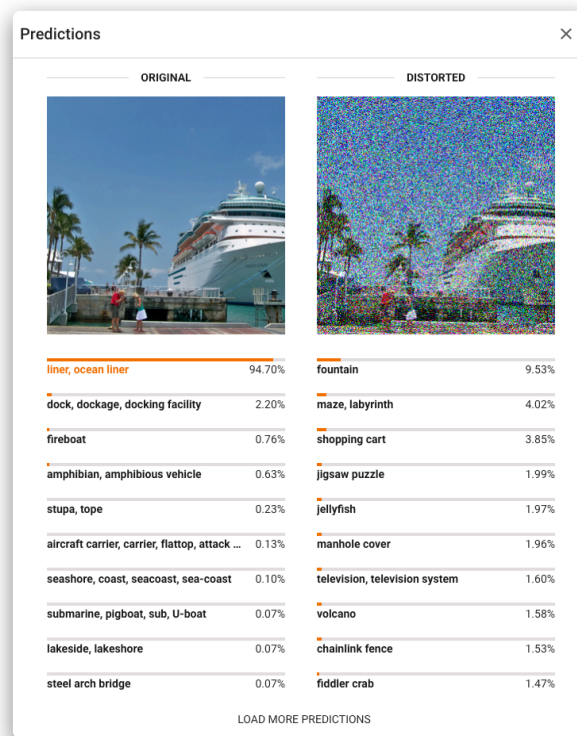 Predictions
ORIGINAL
liner, ocean liner 94.70%
dock, dockage, docking facility 2.20%
fireboat 0.76%
amphibian, amphibious vehicle 0.63%
stupa, tope 0.23%
aircraft carrier, carrier, flattop, attack ... 0.13%
seashore, coast, seacoast, sea-coast 0.10%
submarine, pigboat, sub, U-boat 0.07%
lakeside, lakeshore 0.07%
steel arch bridge 0.07%
DISTORTED
fountain 9.53%
maze, labyrinth 4.02%
shopping cart 3.85%
jigsaw puzzle 1.99%
jellyfish 1.97%
manhole cover 1.96%
television, television system 1.60%
volcano 1.58%
chainlink fence 1.53%
fiddler crab 1.47%
LOAD MORE PREDICTIONS